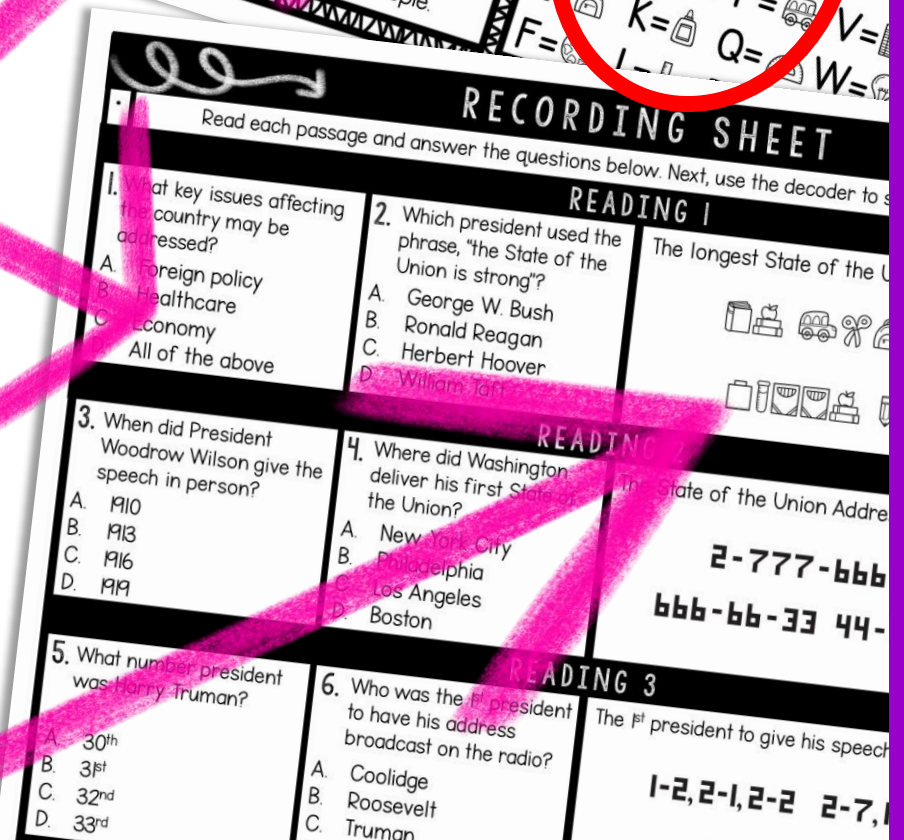 ple.
K=
V=
F=
Q=
W=
RECORDING SHEET
Read each passage and answer the questions below. Next, use the decoder to s
READING 1
1. What key issues affecting
the country may be
addressed?
A. Foreign policy
B. Healthcare
C. Economy
D. All of the above
2. Which president used the
phrase, "the State of the
Union is strong"?
A. George W. Bush
B. Ronald Reagan
C. Herbert Hoover
D. William Taft
The longest State of the U
READING 2
3. When did President
Woodrow Wilson give the
speech in person?
A. 1910
B. 1913
C. 1916
D. 1919
4. Where did Washington
deliver his first State of
the Union?
A. New York City
B. Philadelphia
C. Los Angeles
D. Boston
The State of the Union Addre
2-777-666
666-66-33 44-
READING 3
5. What number president
was Harry Truman?
A. 30th
B. 31st
C. 32nd
D. 33rd
6. Who was the 1st president
to have his address
broadcast on the radio?
A. Coolidge
B. Roosevelt
C. Truman
The 1st president to give his speech
1-2, 2-1, 2-2 2-7, 1